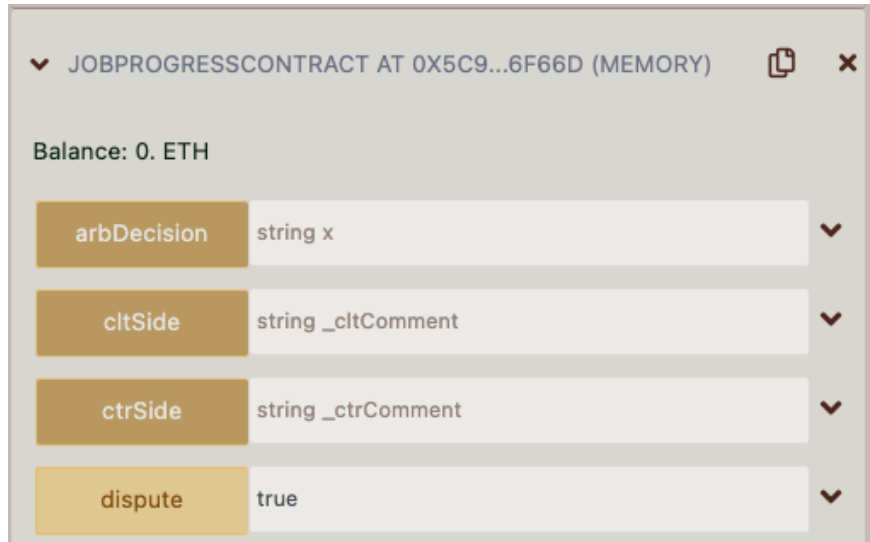 JOBPROGRESSCONTRACT AT 0X5C9...6F66D (MEMORY)
Balance: 0. ETH
arbDecision string x
cltSide string _cltComment
ctrSide string _ctrComment
dispute true